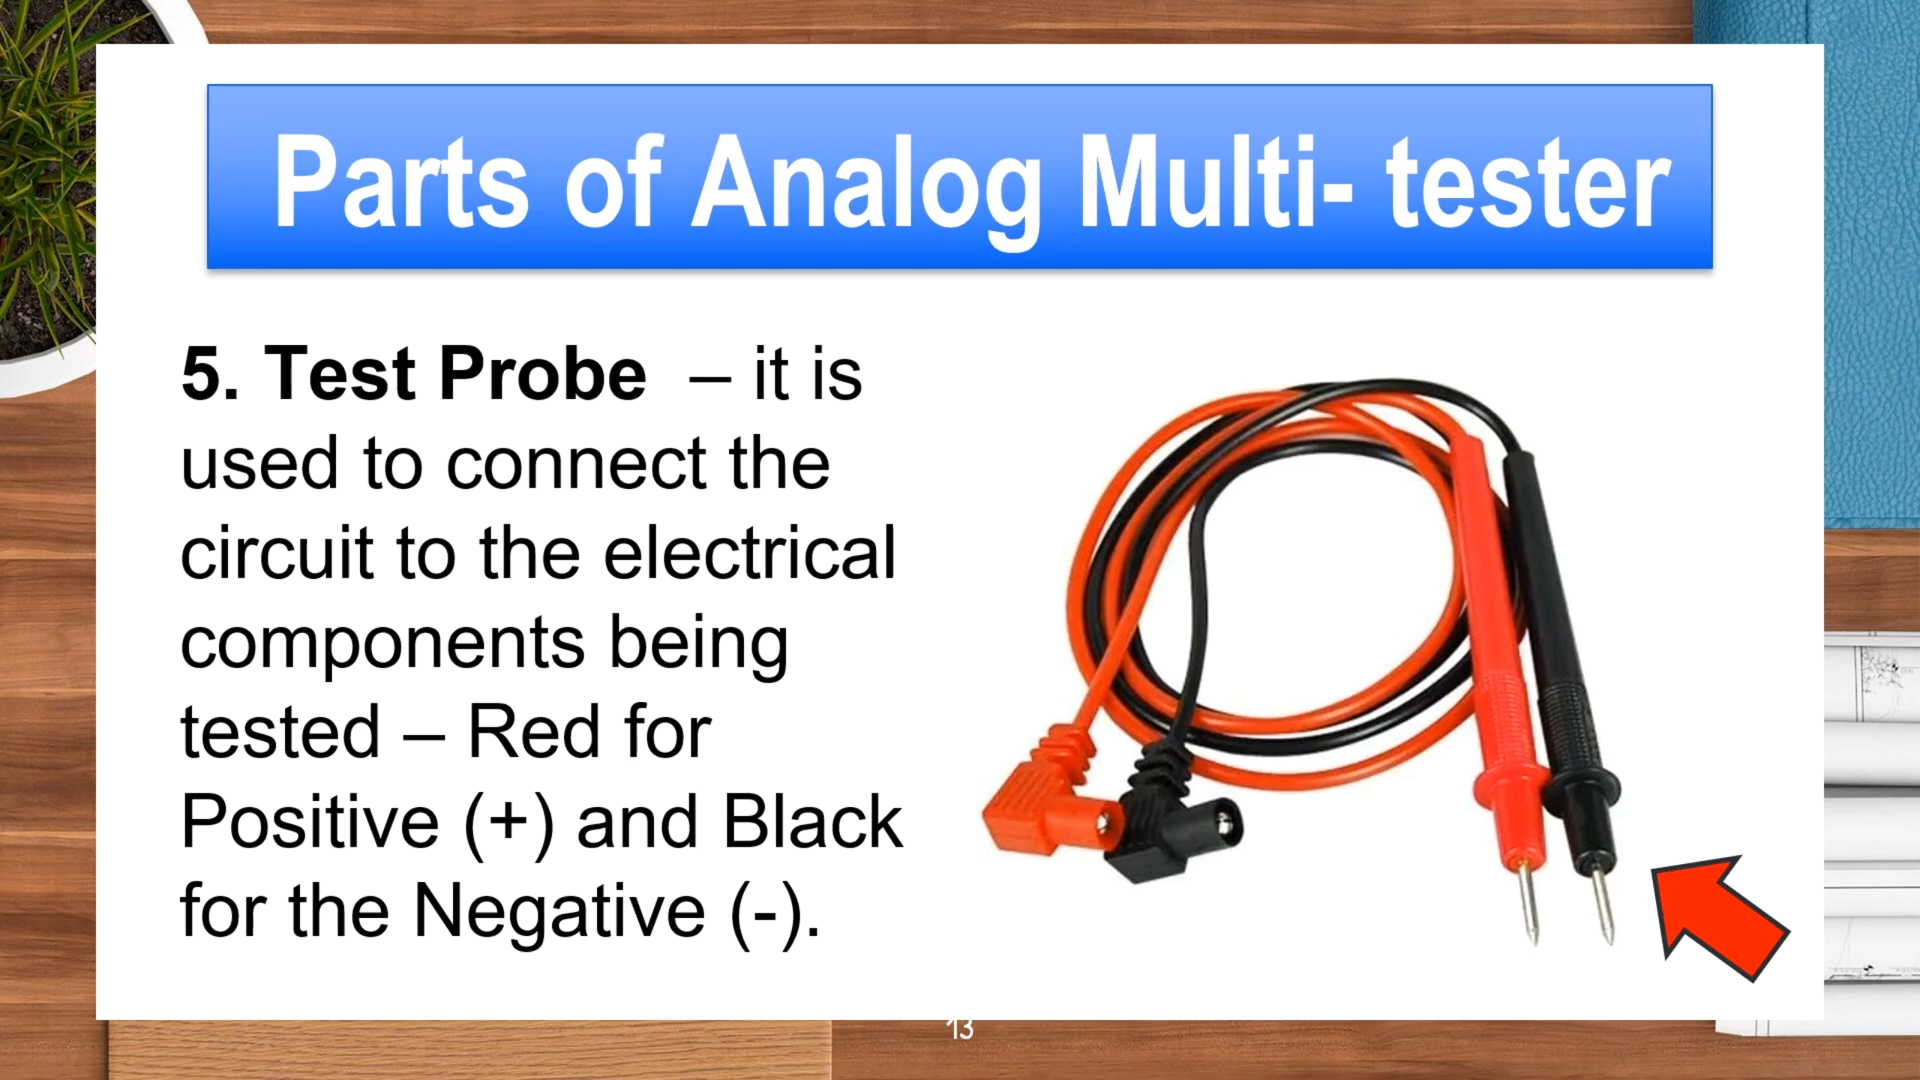 Parts of Analog Multi- tester
5. Test Probe – it is
used to connect the
circuit to the electrical
components being
tested – Red for
Positive (+) and Black
for the Negative (-).
13